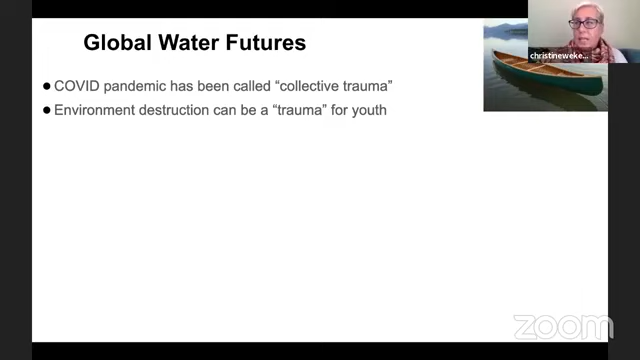 Global Water Futures
● COVID pandemic has been called “collective trauma”
● Environment destruction can be a “trauma” for youth
christineweke...
zoom